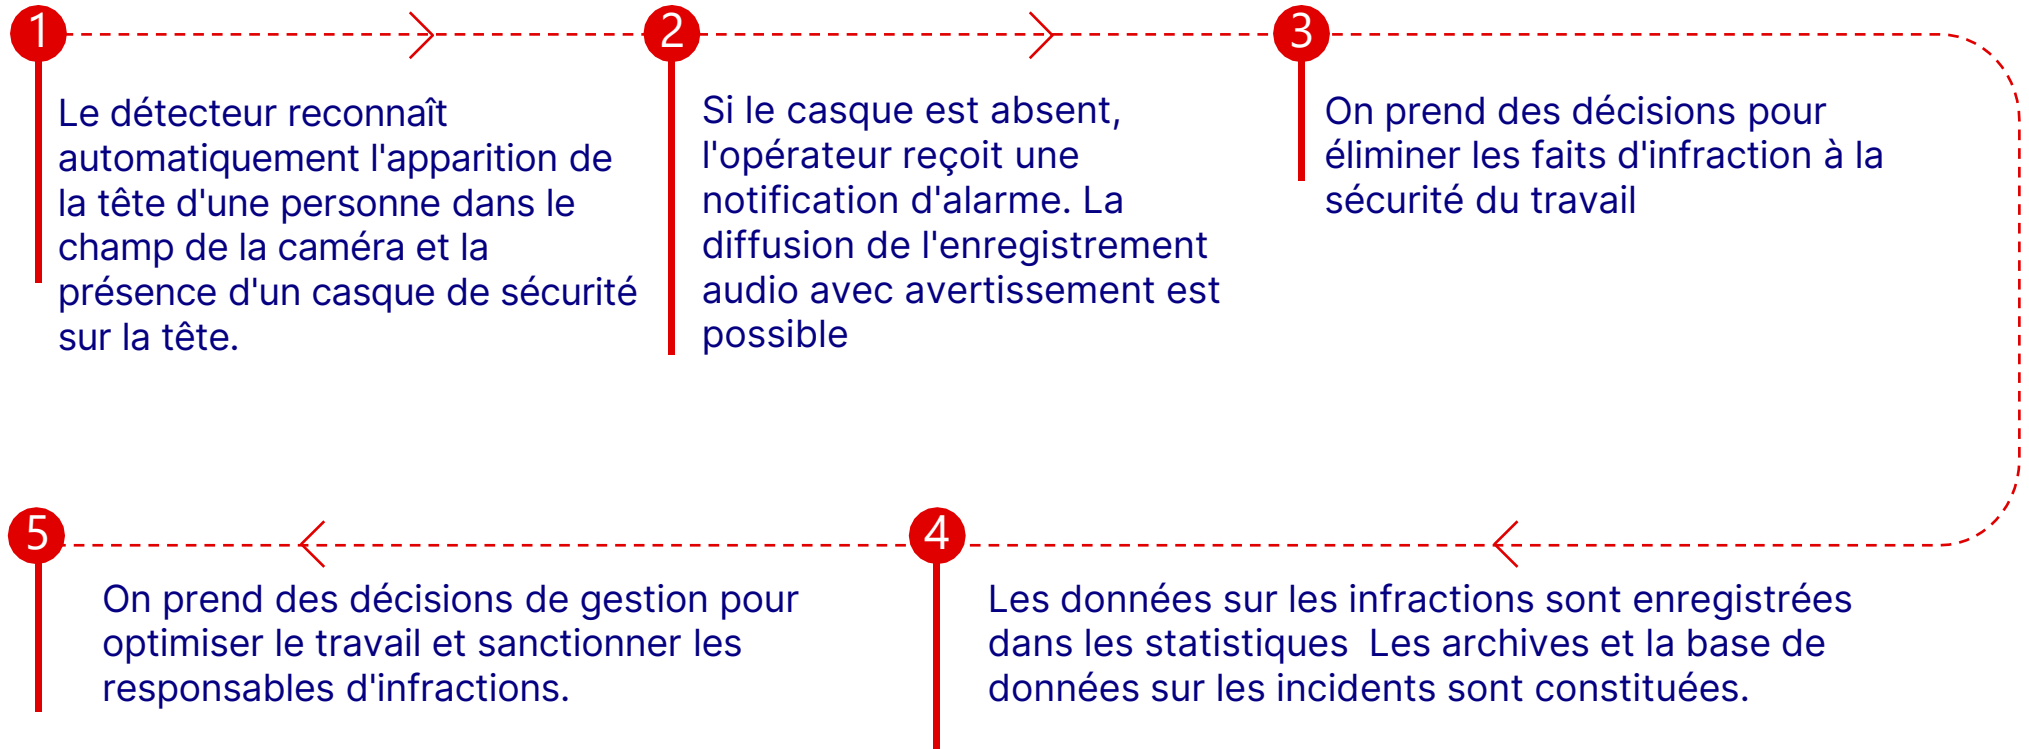 1
Le détecteur reconnaît
automatiquement l'apparition de
la tête d'une personne dans le
champ de la caméra et la
présence d'un casque de sécurité
sur la tête.
2
Si le casque est absent,
l'opérateur reçoit une
notification d'alarme. La
diffusion de l'enregistrement
audio avec avertissement est
possible
3
On prend des décisions pour
éliminer les faits d'infraction à la
sécurité du travail
4
Les données sur les infractions sont enregistrées
dans les statistiques  Les archives et la base de
données sur les incidents sont constituées.
5
On prend des décisions de gestion pour
optimiser le travail et sanctionner les
responsables d'infractions.